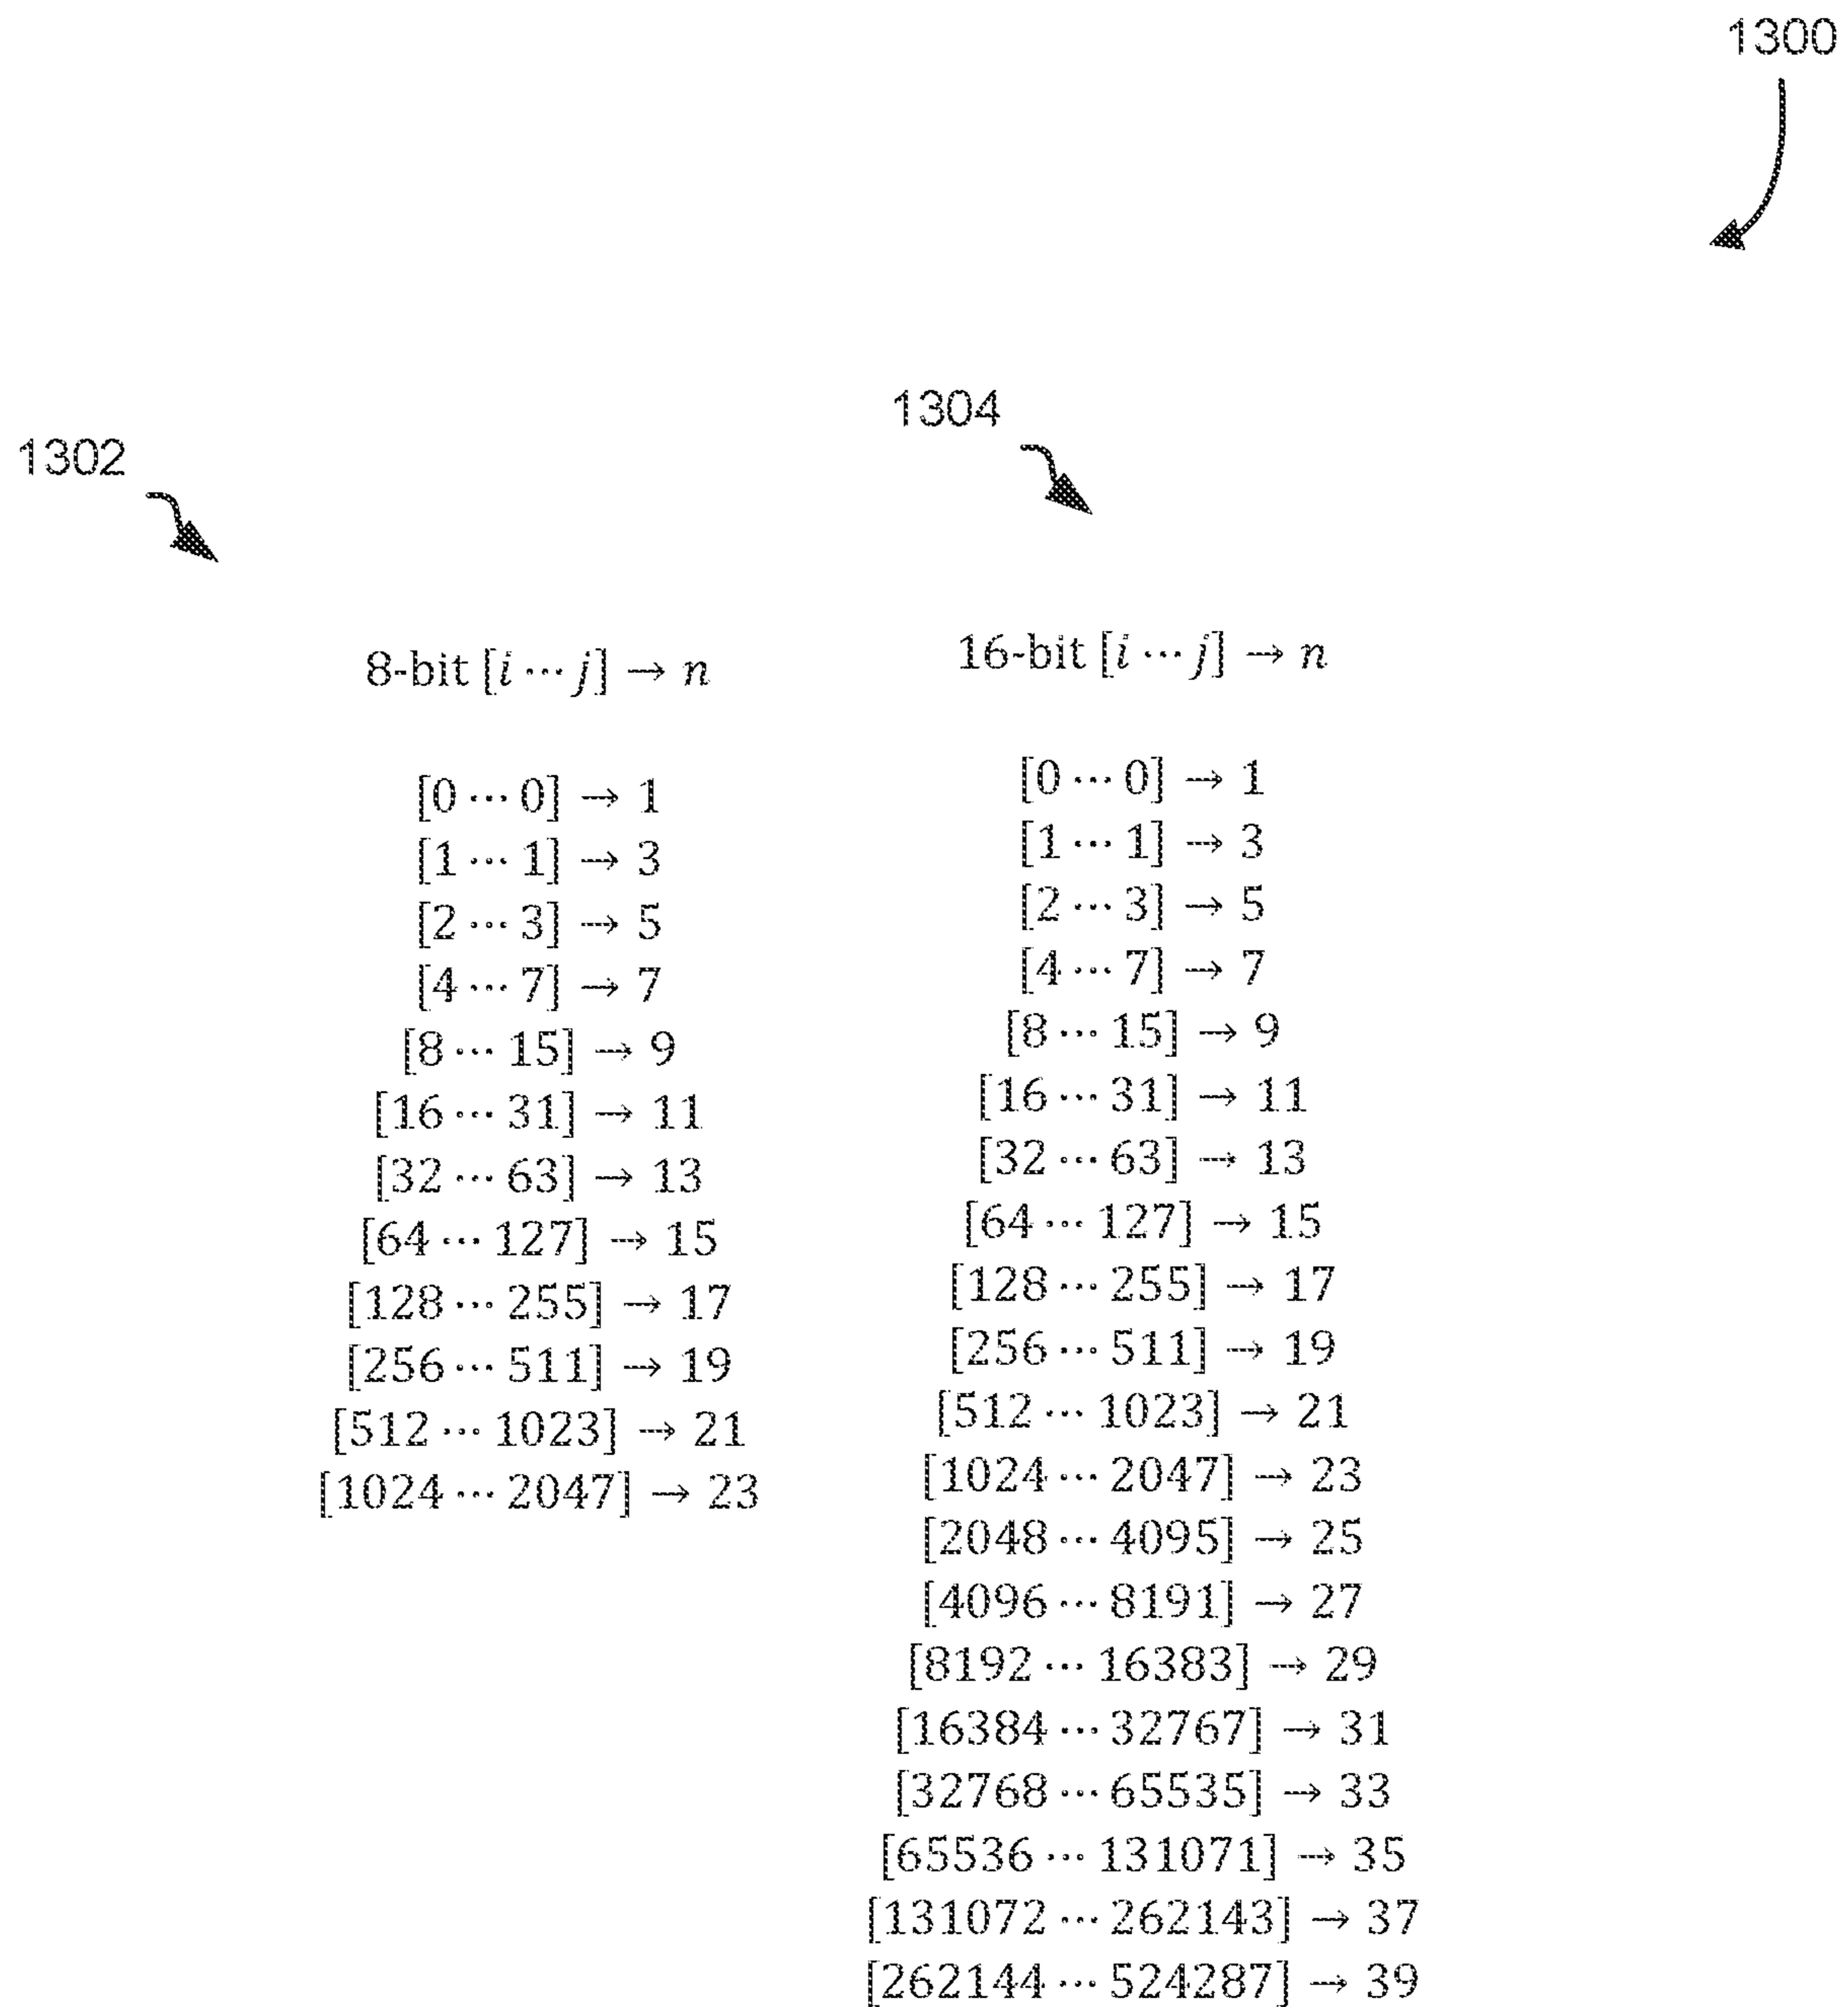 1300
1304
1302
8-bit [i ⋯ j] → n
[0 ⋯ 0] → 1
[1 ⋯ 1] → 3
[2 ⋯ 3] → 5
[4 ⋯ 7] → 7
[8 ⋯ 15] → 9
[16 ⋯ 31] → 11
[32 ⋯ 63] → 13
[64 ⋯ 127] → 15
[128 ⋯ 255] → 17
[256 ⋯ 511] → 19
[512 ⋯ 1023] → 21
[1024 ⋯ 2047] → 23
16-bit [i ⋯ j] → n
[0 ⋯ 0] → 1
[1 ⋯ 1] → 3
[2 ⋯ 3] → 5
[4 ⋯ 7] → 7
[8 ⋯ 15] → 9
[16 ⋯ 31] → 11
[32 ⋯ 63] → 13
[64 ⋯ 127] → 15
[128 ⋯ 255] → 17
[256 ⋯ 511] → 19
[512 ⋯ 1023] → 21
[1024 ⋯ 2047] → 23
[2048 ⋯ 4095] → 25
[4096 ⋯ 8191] → 27
[8192 ⋯ 16383] → 29
[16384 ⋯ 32767] → 31
[32768 ⋯ 65535] → 33
[65536 ⋯ 131071] → 35
[131072 ⋯ 262143] → 37
[262144 ⋯ 524287] → 39